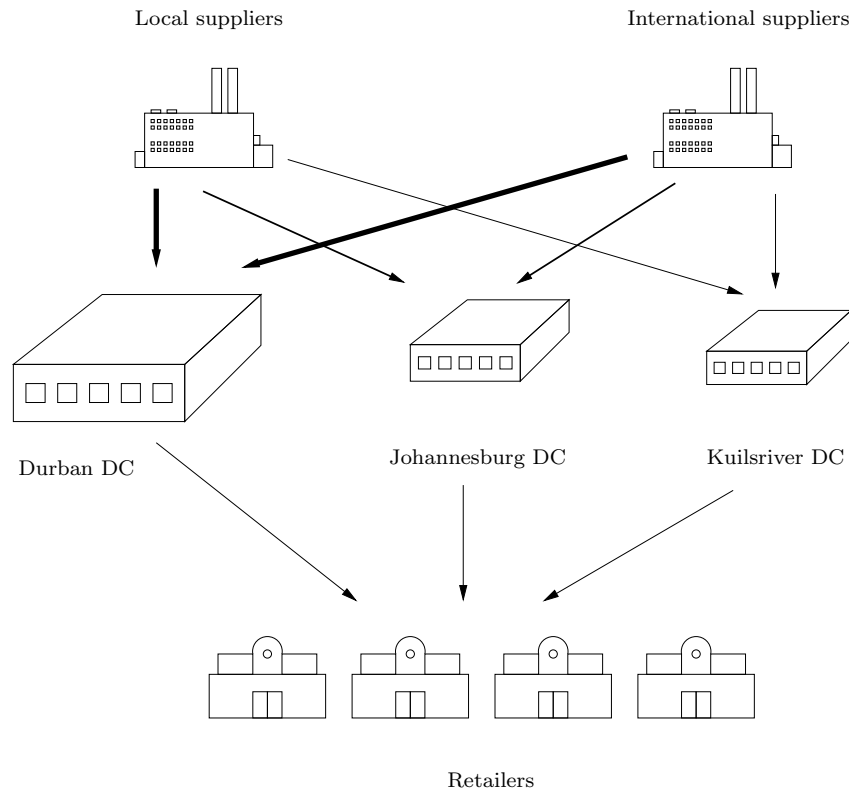 Local suppliers
International suppliers
Durban DC
Johannesburg DC
Kuilsriver DC
Retailers